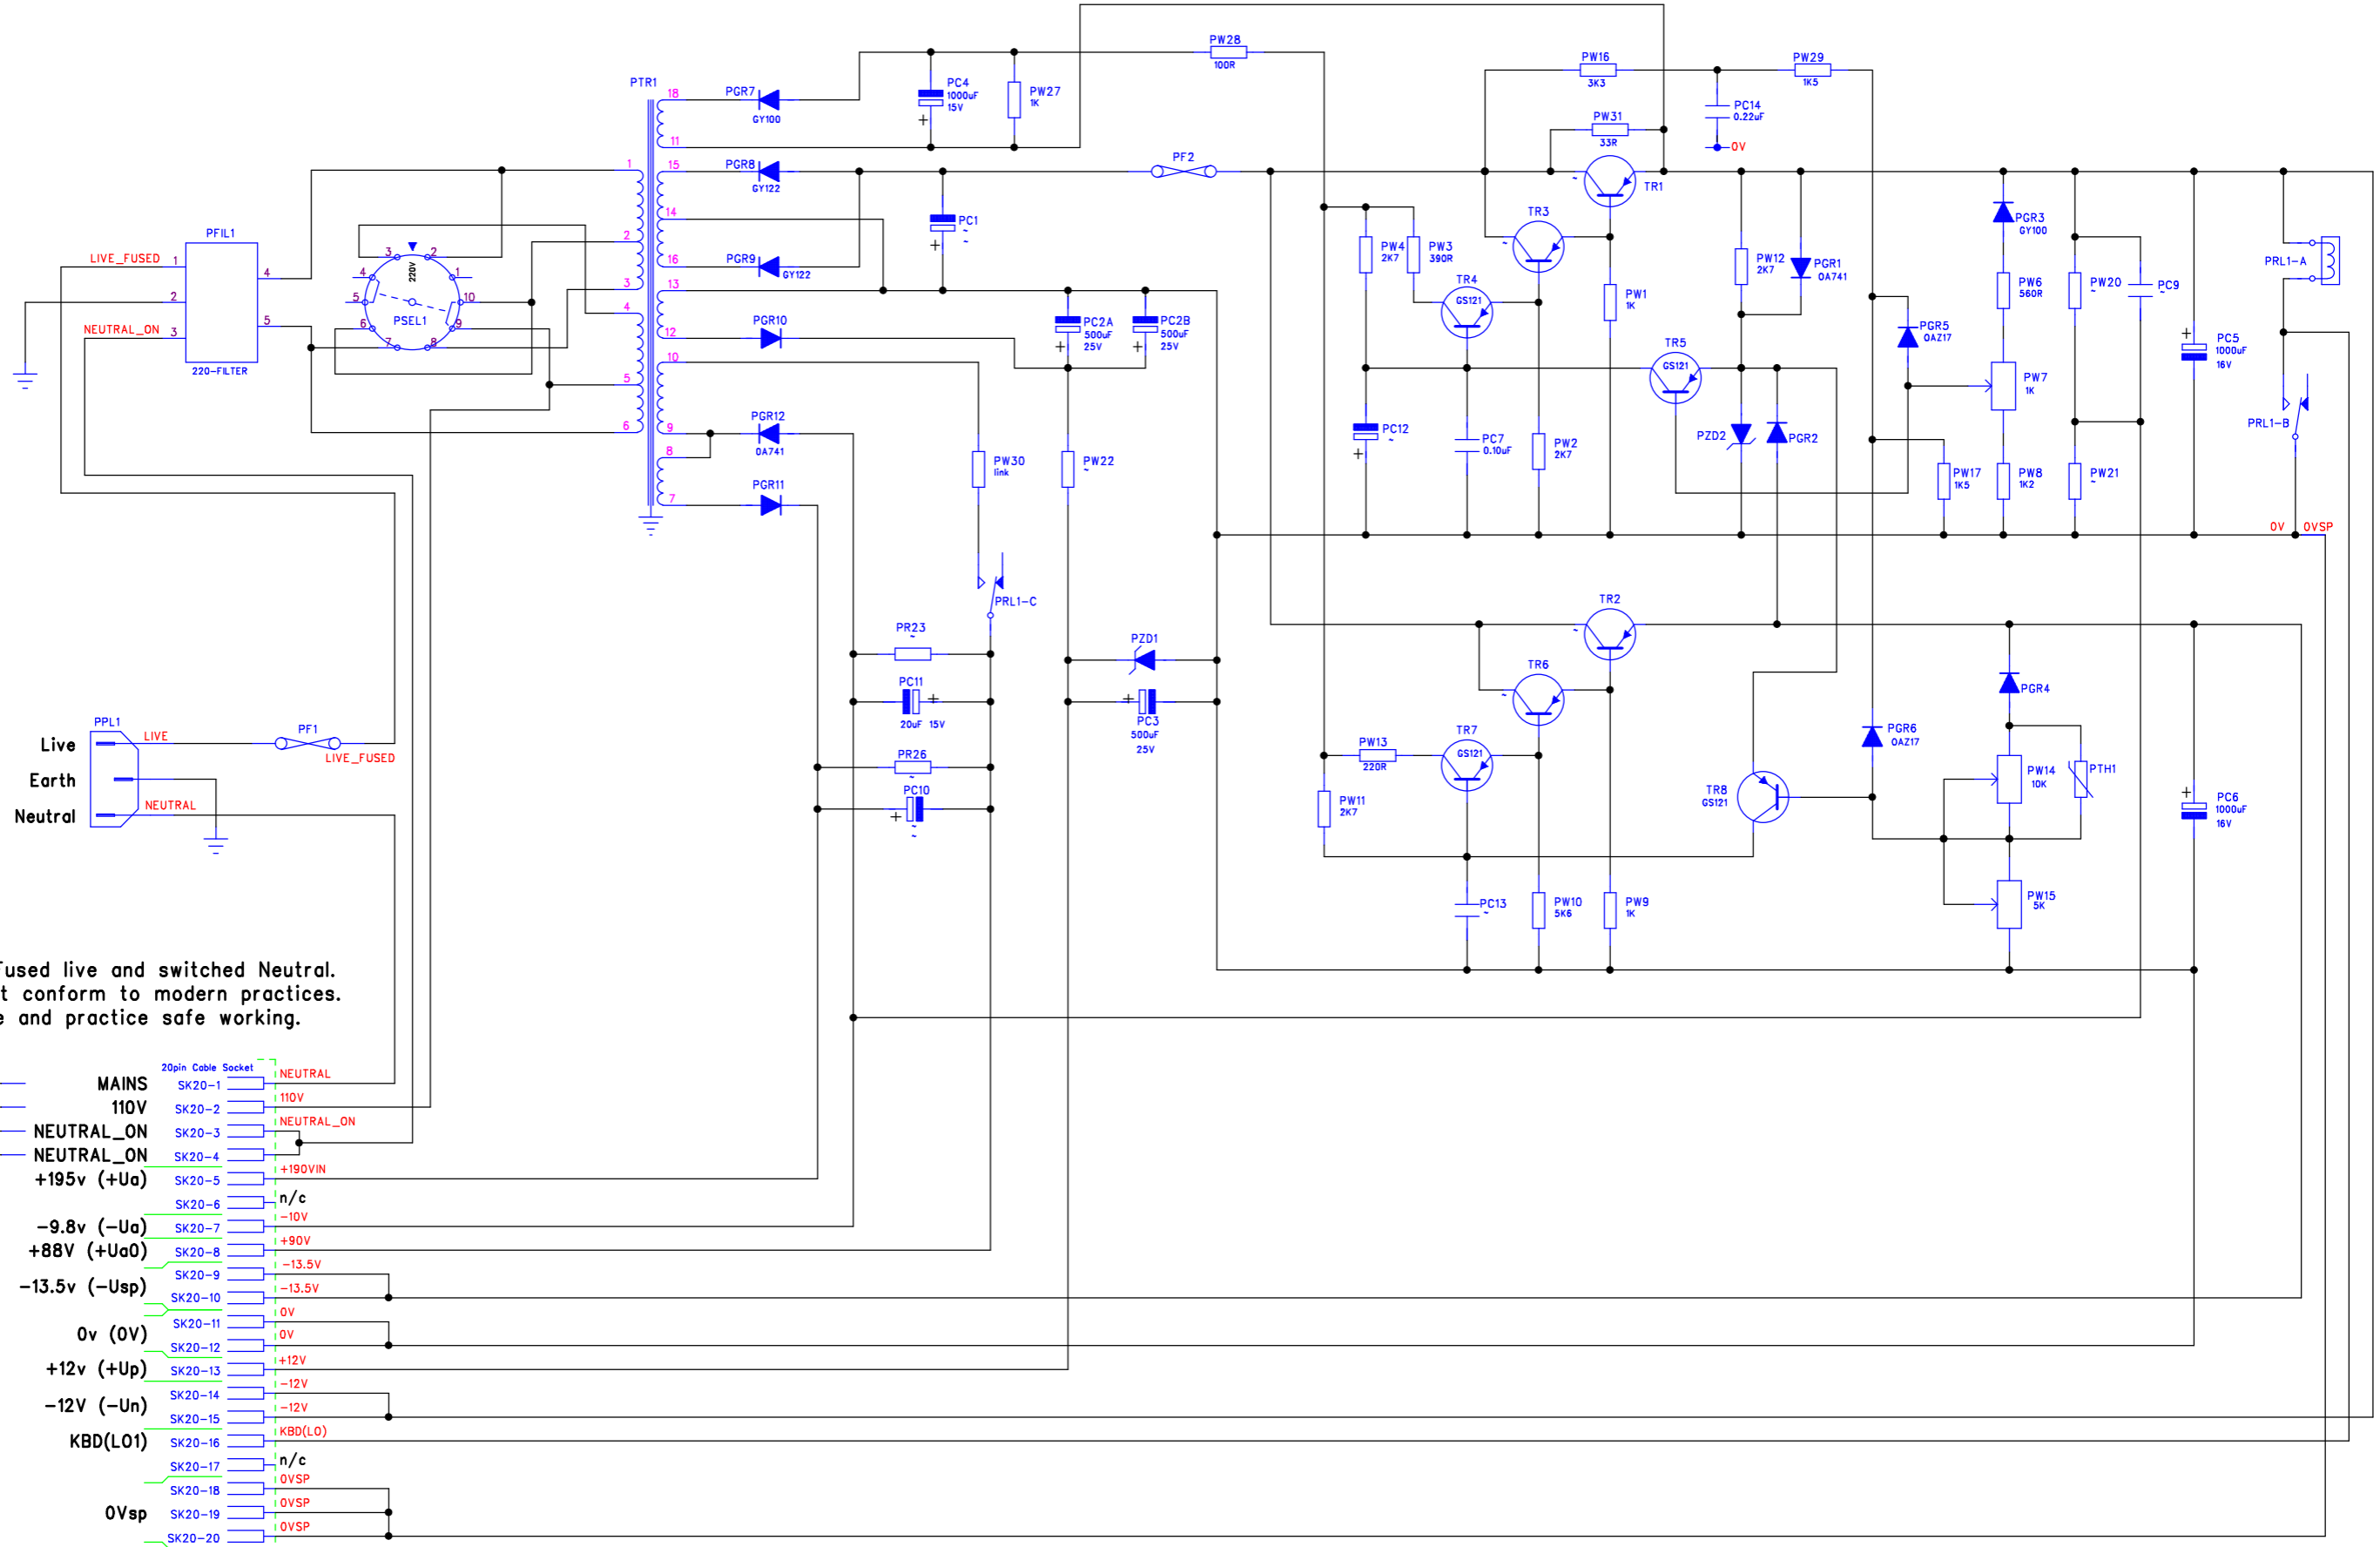 PW28
100R
PW16
3K3
PW29
1K5
PTR1
18
PGR7
GY100
PC4
1000uF
15V
+
PW27
1K
PC14
0.22uF
0V
PW31
33R
11
1
15
PGR8
GY122
PF2
~
TR1
14
PC1
~
~
+
TR3
~
PGR3
GY100
PFIL1
LIVE_FUSED
1
4
2
NEUTRAL_ON
3
5
220-FILTER
3
2
4
220V
1
5
10
PSEL1
6
9
7
8
2
16
PGR9
GY122
3
13
4
PW4
2K7
PW3
390R
TR4
GS121
PW12
2K7
PGR1
OA741
PW6
560R
PW20
~
PC9
PRL1-A
PW1
1K
PGR10
12
PC2A
500uF
25V
+
PC2B
500uF
25V
+
10
TR5
GS121
PGR5
OAZ17
PW7
1K
+
PC5
1000uF
16V
5
6
PGR12
OA741
9
8
PC12
~
+
PC7
0.10uF
PW2
2K7
PZD2
PGR2
PRL1-B
PW30
link
PW22
~
PW17
1K5
PW8
1K2
PW21
~
PGR11
7
0V
0VSP
PRL1-C
TR2
~
PR23
~
PZD1
TR6
~
PGR4
PC11
+
20uF 15V
+
PC3
500uF
25V
PPL1
Live
LIVE
PF1
LIVE_FUSED
Earth
NEUTRAL
Neutral
PR26
~
PC10
+
~
~
PW13
220R
TR7
GS121
PW11
2K7
TR8
GS121
PGR6
OAZ17
PW14
10K
PTH1
+
PC6
1000uF
16V
PC13
~
PW10
5K6
PW9
1K
PW15
5K
Fused live and switched Neutral.
t conform to modern practices.
e and practice safe working.
20pin Cable Socket
MAINS SK20-1 NEUTRAL
110V SK20-2 110V
NEUTRAL_ON SK20-3 NEUTRAL_ON
NEUTRAL_ON SK20-4
+195v (+Ua) SK20-5 +190VIN
SK20-6 n/c
-9.8v (-Ua) SK20-7 -10V
+88V (+Ua0) SK20-8 +90V
SK20-9 -13.5V
-13.5v (-Usp)
SK20-10 -13.5V
SK20-11 0V
0v (0V)
SK20-12 0V
+12v (+Up) SK20-13 +12V
SK20-14 -12V
-12V (-Un)
SK20-15 -12V
KBD(LO1) SK20-16 KBD(LO)
SK20-17 n/c
SK20-18 0VSP
0Vsp SK20-19 0VSP
SK20-20 0VSP